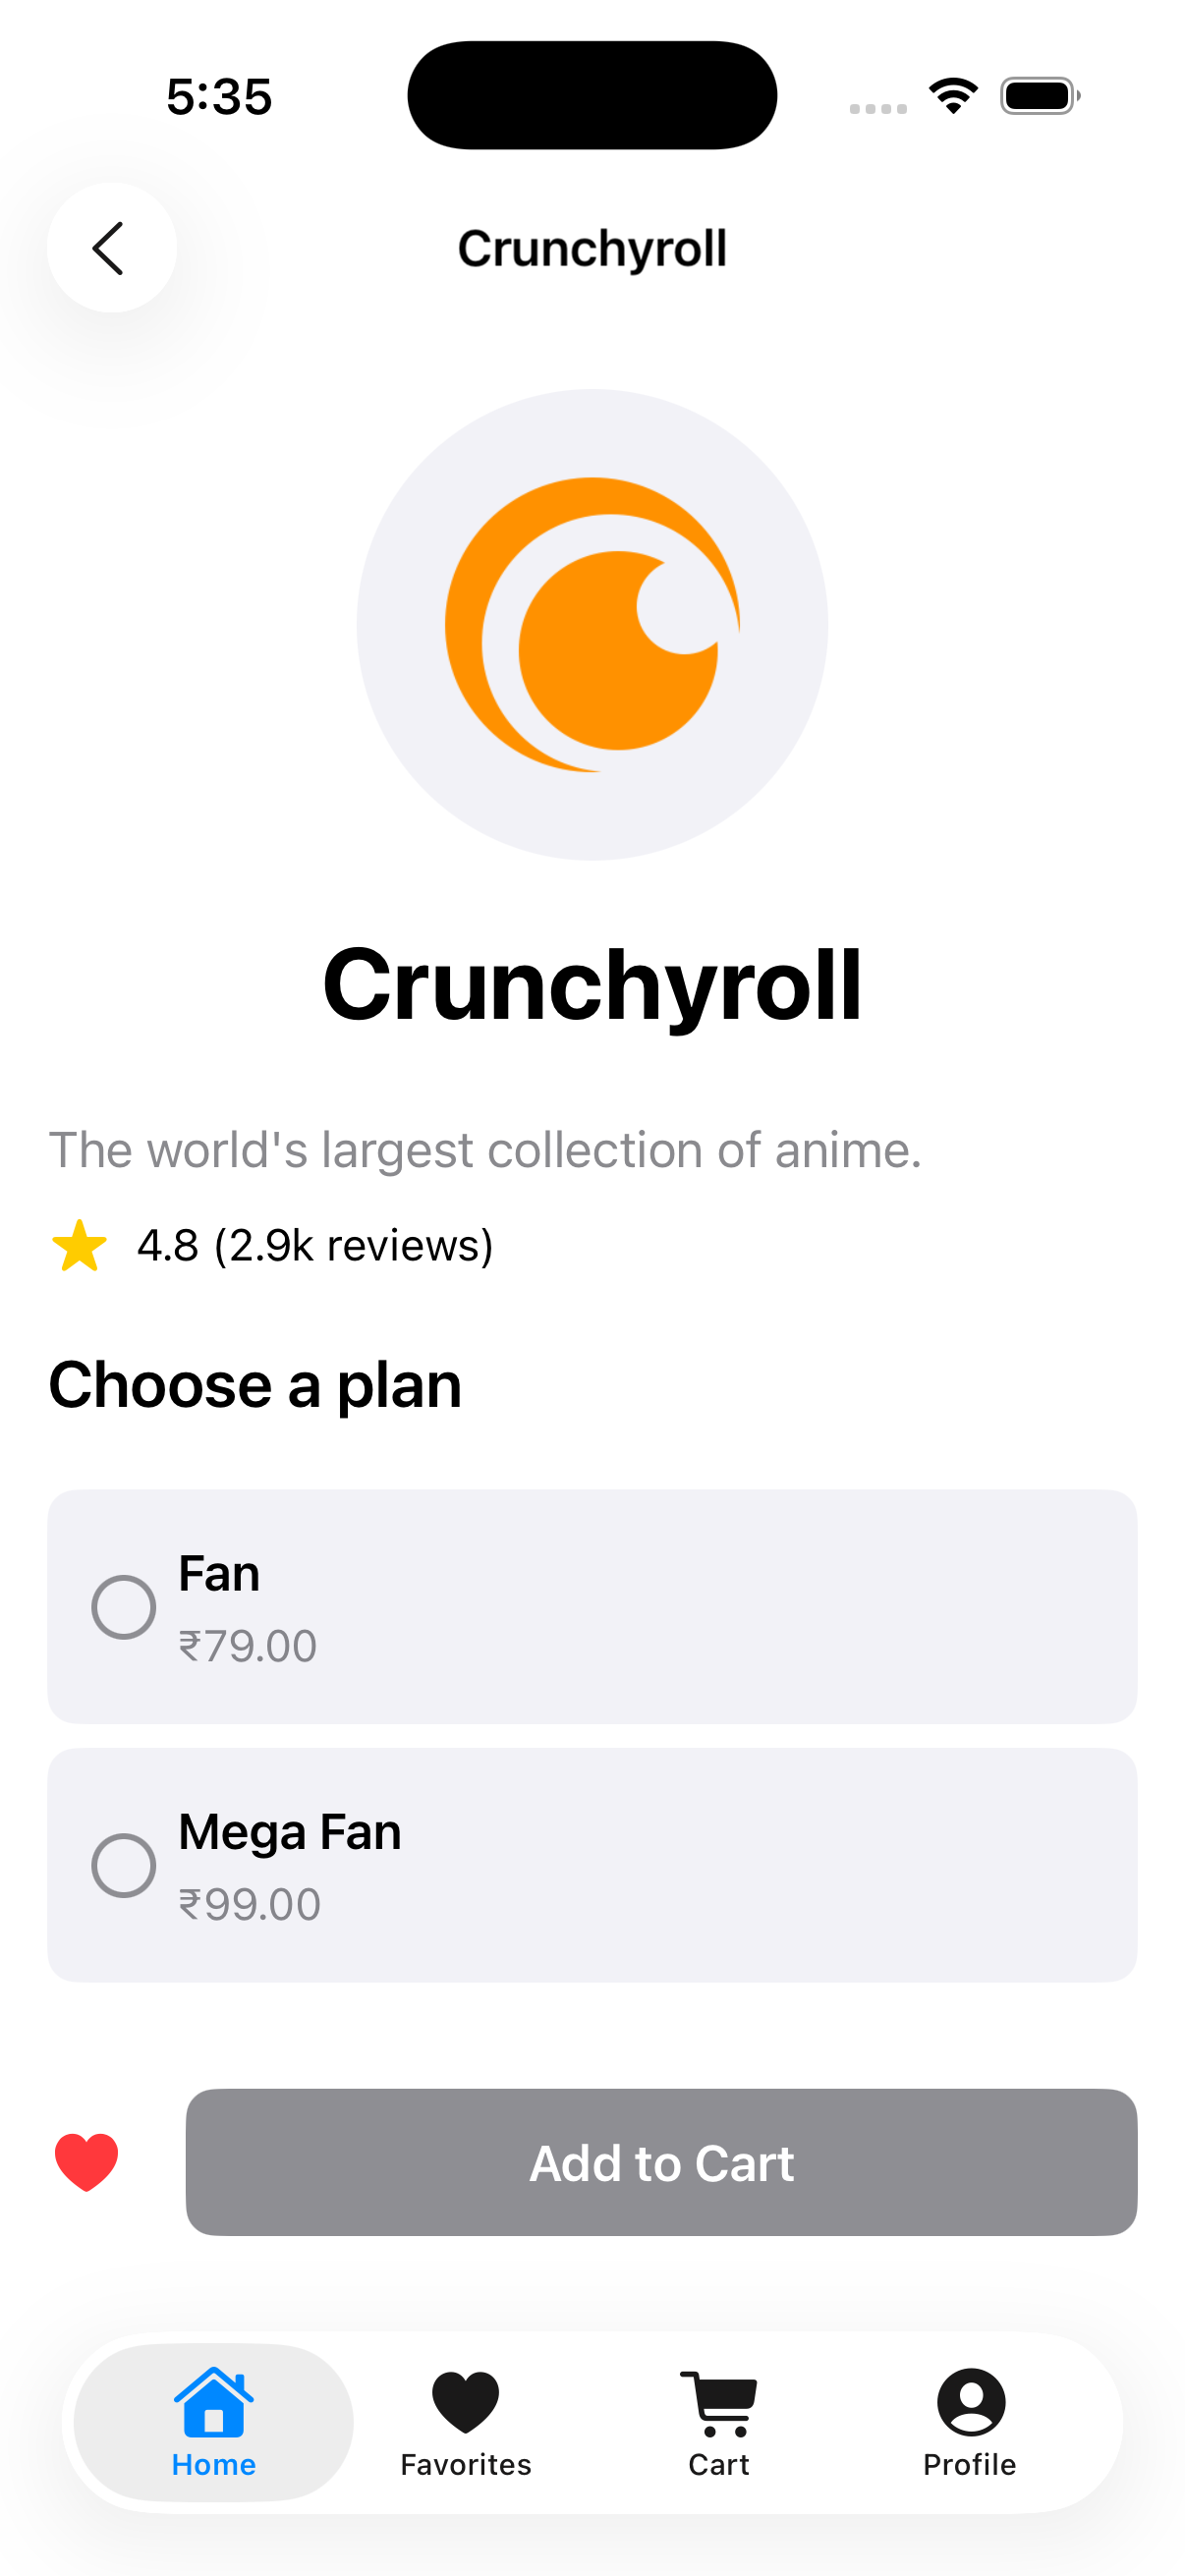 5:35
Crunchyroll
Crunchyroll
The world's largest collection of anime.
4.8 (2.9k reviews)
Choose a plan
Fan
₹79.00
Mega Fan
₹99.00
Add to Cart
Home Favorites Cart Profile